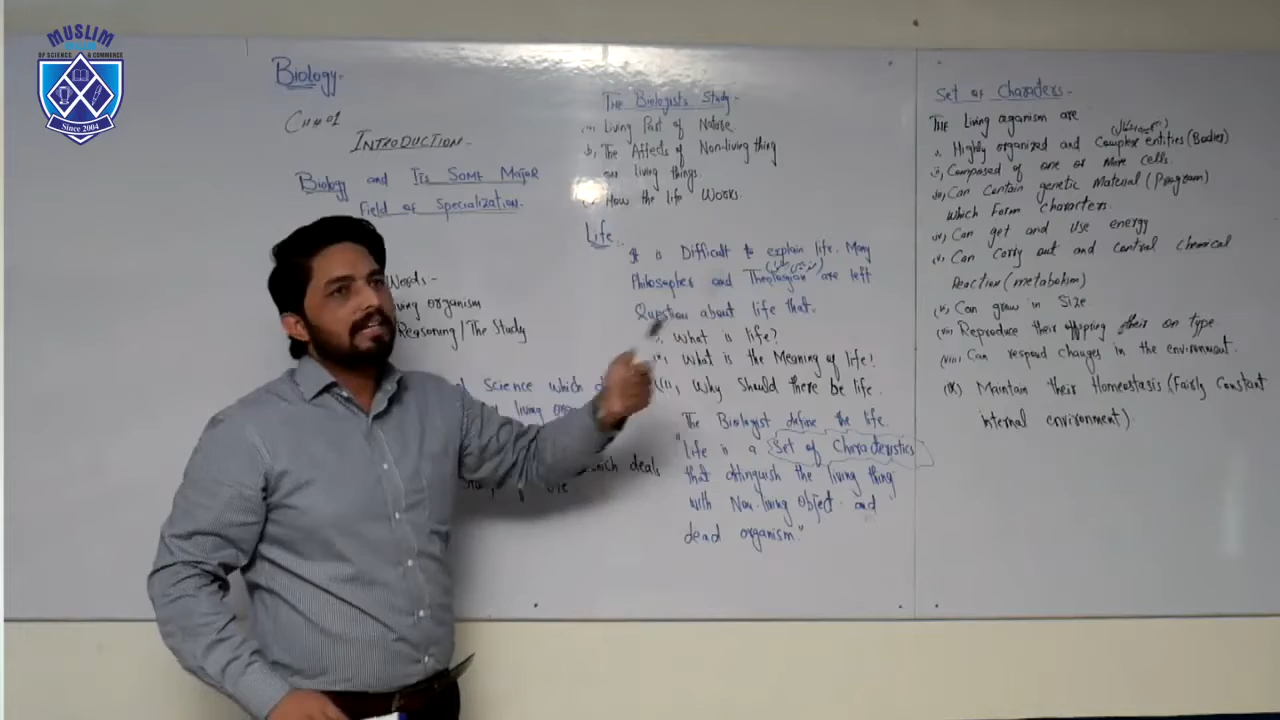 MUSLIM
OF SCIENCE & COMMERCE
Since 2004
Biology-
CH#01
INTRODUCTION-
Biology and Its Some Major
Field of Specialization-
Words-
living organism
Reasoning/The Study
Science which
living
which deals
The Biologists Study-
Living Part of Nature
b, The Affects of Non-living thing
on living things.
How the life Works.
Life:-
It is Difficult to explain life. Many
Philosopher and Theologian are left
Question about life that.
What is life?
What is the Meaning of life!
Why Should there be life.
The Biologist define the life.
"Life is a Set of Characteristics
that distinguish the living thing
with Non-living object and
dead organism."
Set of Characters-
The Living organism are
i, Highly organized and Complex entities (Bodies)
ii, Composed of one or More cells.
iii, Can Contain genetic Material (Program)
which Form characters.
iv, Can get and use energy
v, Can Carry out and control chemical
Reaction (metabolism)
(vi, Can grow in Size
(vii, Reproduce their offspring their on type
(viii, Can respond changes in the environment.
(ix) Maintain their Homeostasis (Fairly Constant
internal environment).